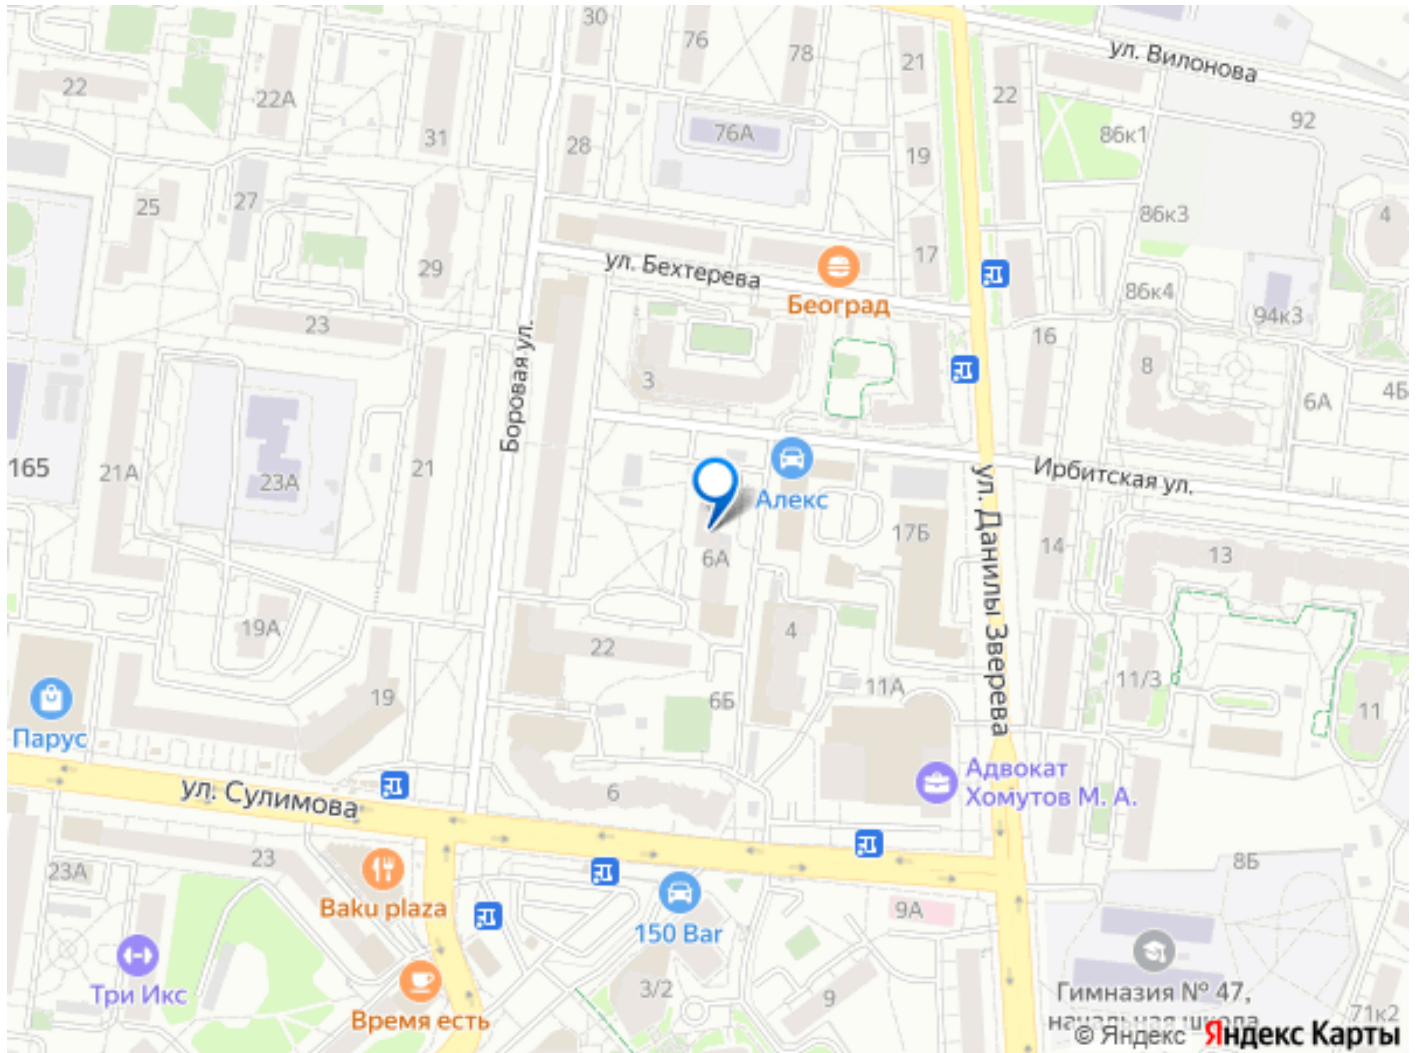 30
76
78
21
ул. Вилонова
22
22А
22
92
86к1
76А
31
28
19
27
25
86к3
4
17
29
ул. Бехтерева
86к4
Београд
94к3
23
16
Боровая ул.
3
8
4Б
6А
165
21А
23А
21
Ирбитская ул.
Алекс
ул. Данилы Зверева
17Б
14
13
6А
19А
4
22
11А
11/3
19
6Б
11
Парус
Адвокат
Хомутов М. А.
ул. Сулимова
6
23
23А
8Б
Baku plaza
9А
150 Bar
Три Икс
3/2
9
Гимназия № 47,
начальная школа
71к2
Время есть
© Яндекс Яндекс Карты